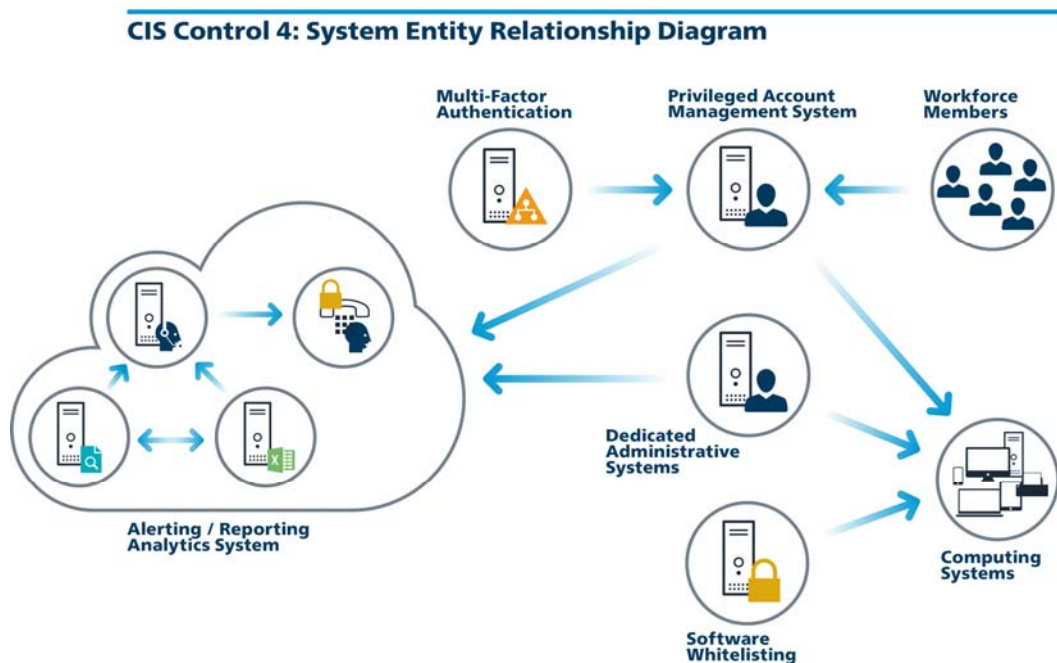 CIS Control 4: System Entity Relationship Diagram
Multi-Factor
Authentication
Privileged Account
Management System
Workforce
Members
Dedicated
Administrative
Systems
Alerting / Reporting
Analytics System
Computing
Systems
Software
Whitelisting
X